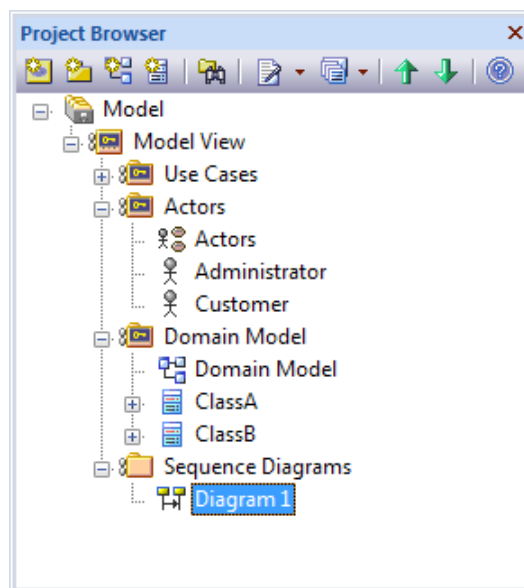 Project Browser
Model
Model View
Use Cases
Actors
Actors
Administrator
Customer
Domain Model
Domain Model
ClassA
ClassB
Sequence Diagrams
Diagram 1